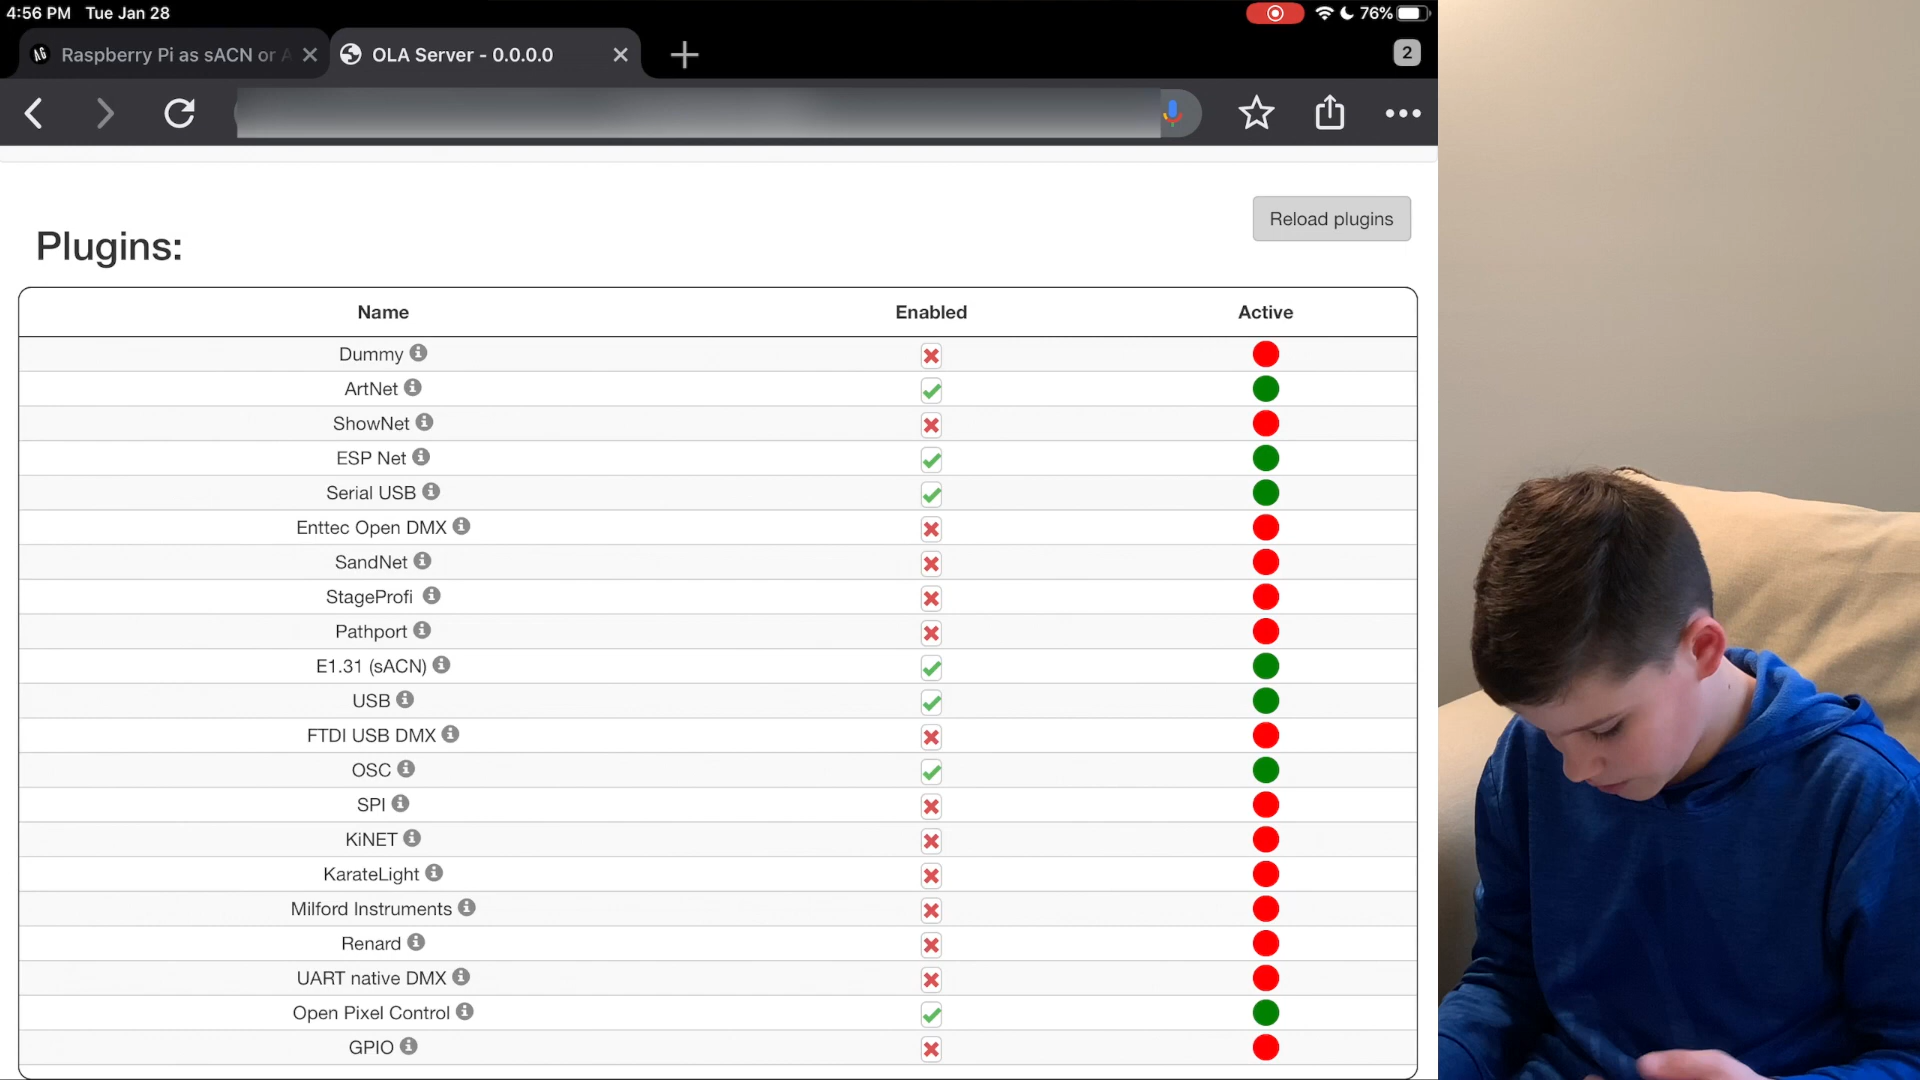 4:56 PM Tue Jan 28
76%
Raspberry Pi as sACN or A
OLA Server - 0.0.0.0
2
Reload plugins
Plugins:
Name Enabled Active
Dummy
ArtNet
ShowNet
ESP Net
Serial USB
Enttec Open DMX
SandNet
StageProfi
Pathport
E1.31 (sACN)
USB
FTDI USB DMX
OSC
SPI
KiNET
KarateLight
Milford Instruments
Renard
UART native DMX
Open Pixel Control
GPIO